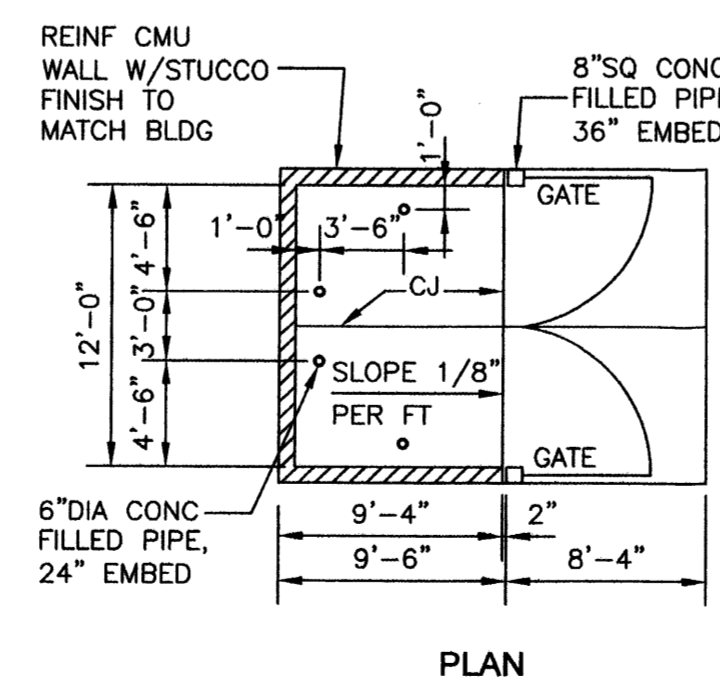 REINF CMU
WALL W/STUCCO
FINISH TO
MATCH BLDG
8"SQ CONC
FILLED PIPE
36" EMBED
1'-0"
GATE
1'-0"
3'-6"
4'-6"
CJ
12'-0"
3'-0"
SLOPE 1/8"
PER FT
4'-6"
GATE
6"DIA CONC
FILLED PIPE,
24" EMBED
9'-4"
2"
9'-6"
8'-4"
PLAN